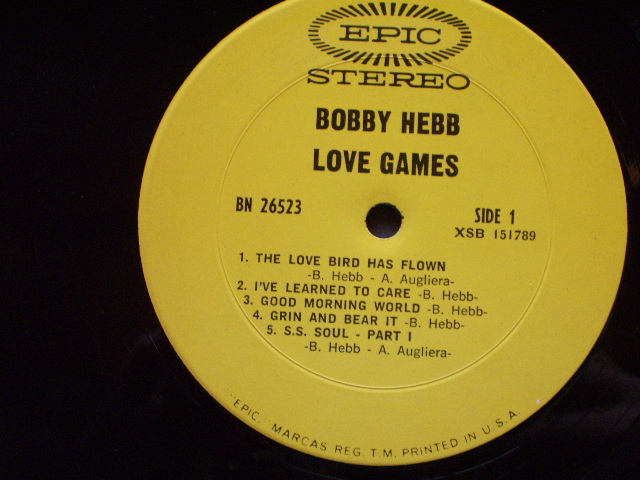 EPIC
STEREO
BOBBY HEBB
LOVE GAMES
BN 26523
SIDE 1
XSB 151789
1. THE LOVE BIRD HAS FLOWN
-B. Hebb - A. Augliera-
2. I'VE LEARNED TO CARE -B. Hebb-
3. GOOD MORNING WORLD -B. Hebb-
4. GRIN AND BEAR IT -B. Hebb-
5. S.S. SOUL - PART I
-B. Hebb - A. Augliera-
"EPIC," MARCAS REG. T.M. PRINTED IN U.S.A.